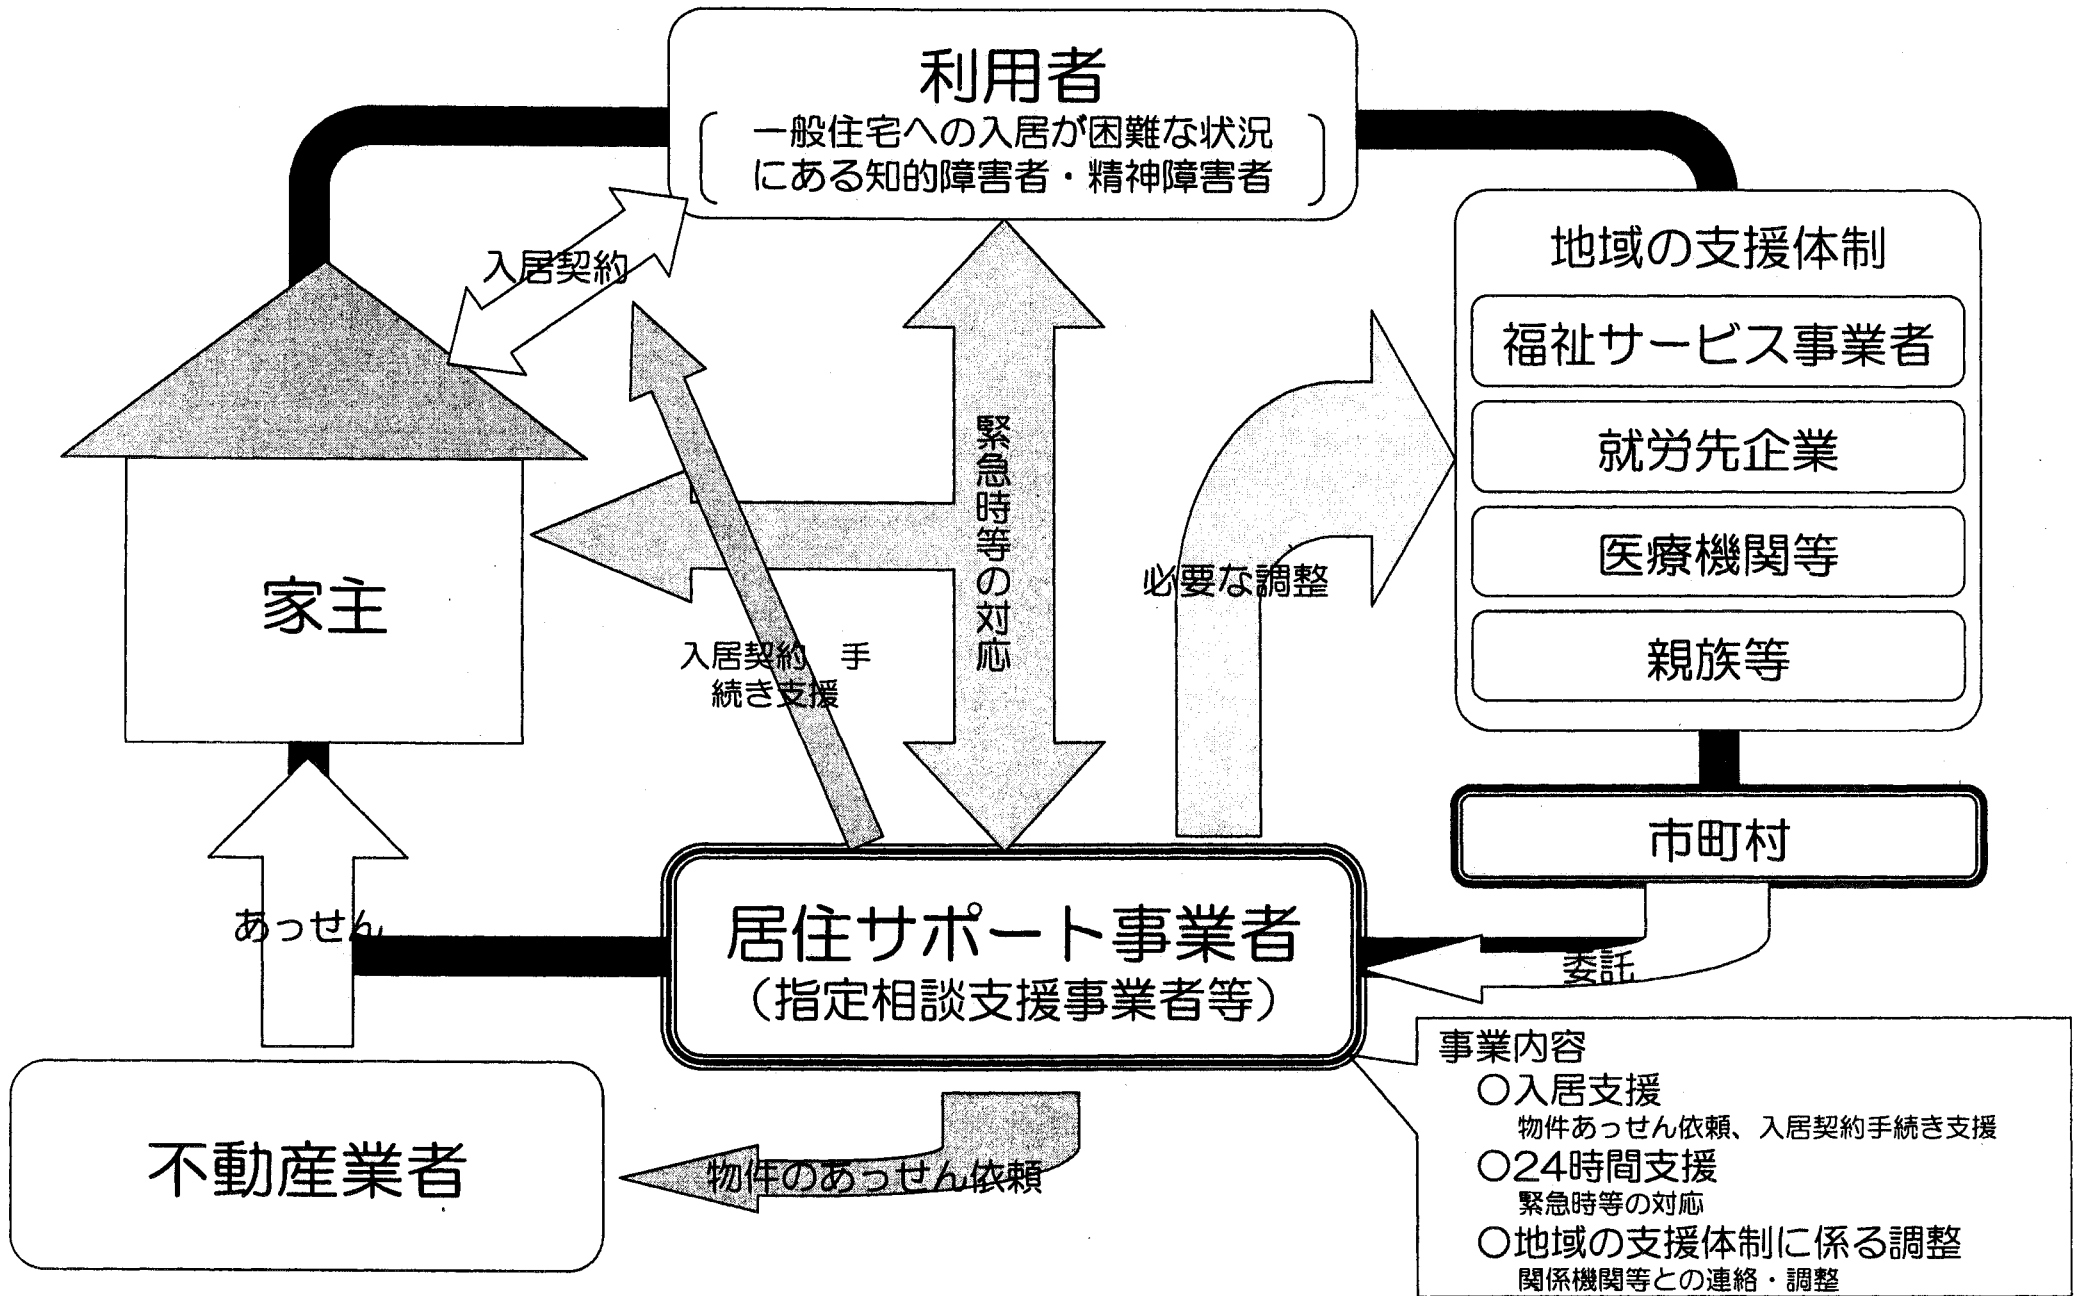 利用者
一般住宅への入居が困難な状況
にある知的障害者・精神障害者
入居契約
地域の支援体制
福祉サービス事業者
就労先企業
医療機関等
親族等
緊急時等の対応
必要な調整
家主
入居契約 手
続き支援
市町村
あっせん
居住サポート事業者
（指定相談支援事業者等）
委託
不動産業者
物件のあっせん依頼
事業内容
○入居支援
物件あっせん依頼、入居契約手続き支援
○24時間支援
緊急時等の対応
○地域の支援体制に係る調整
関係機関等との連絡・調整